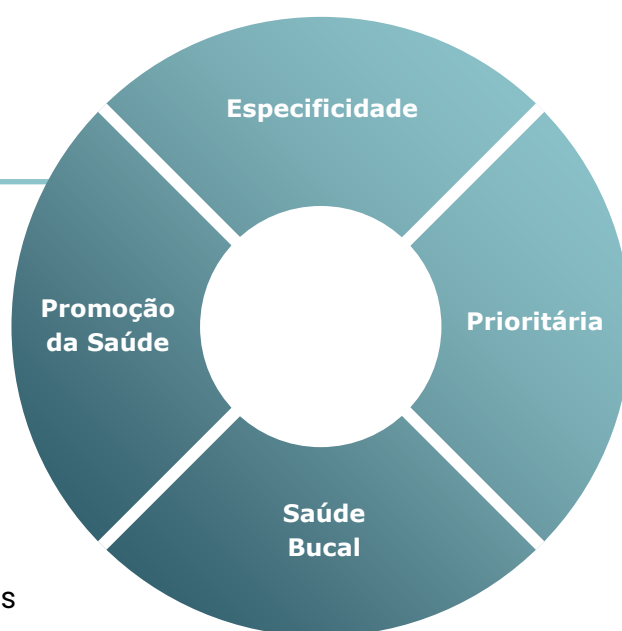 Especificidade
Promoção
da Saúde
Prioritária
Saúde
Bucal
s